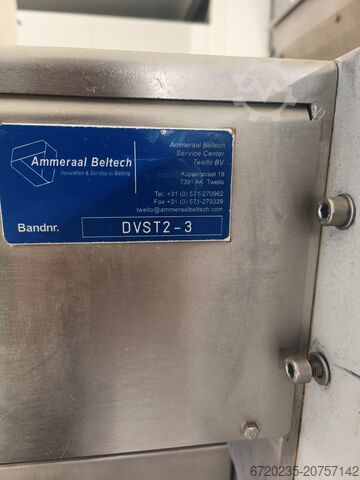 Ammeraal Beltech
Innovation & Service in Belting
Ammeraal Beltech
Service Center
Twello BV
Koppelstraat 19
7391 AK Twello
Tel. +31 (0) 571-270962
Fax +31 (0) 571-270329
twello@ammeraalbeltech.com
Bandnr. DVST2-3
6720235-20757142